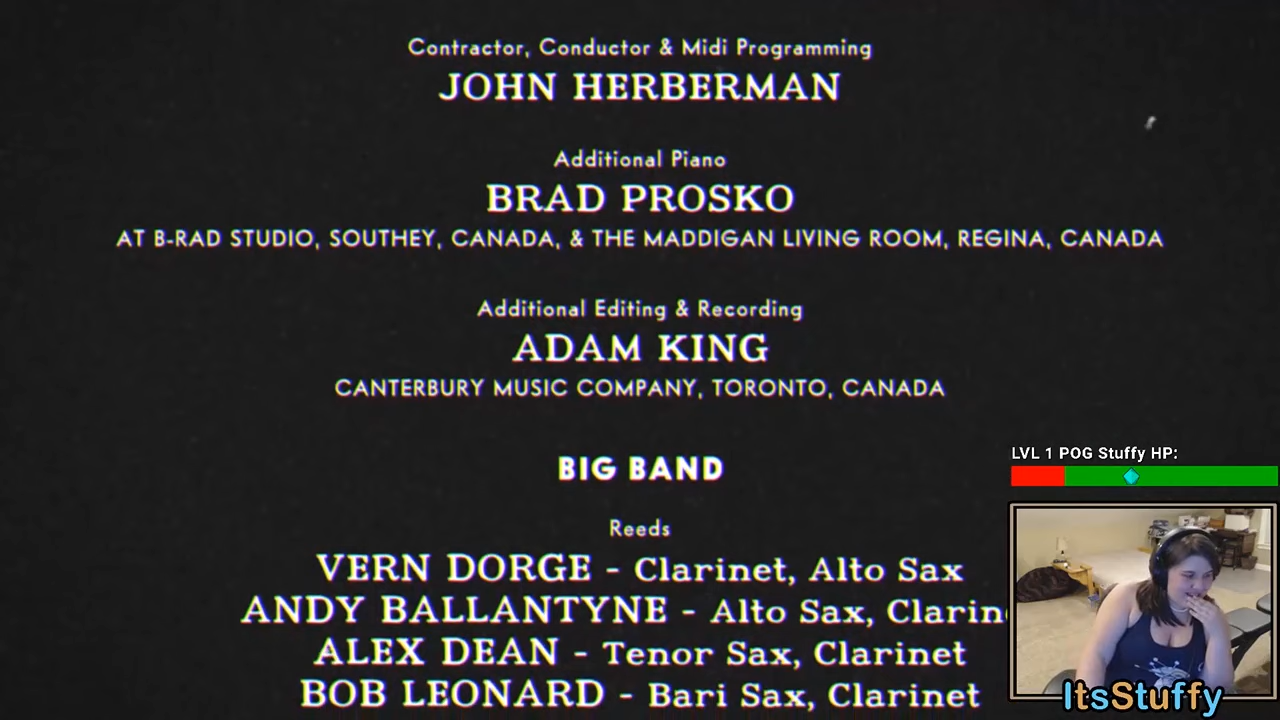 Contractor, Conductor & Midi Programming
JOHN HERBERMAN
Additional Piano
BRAD PROSKO
AT B-RAD STUDIO, SOUTHEY, CANADA, & THE MADDIGAN LIVING ROOM, REGINA, CANADA
Additional Editing & Recording
ADAM KING
CANTERBURY MUSIC COMPANY, TORONTO, CANADA
BIG BAND
LVL 1 POG Stuffy HP:
Reeds
VERN DORGE - Clarinet, Alto Sax
ANDY BALLANTYNE - Alto Sax, Clarin
ALEX DEAN - Tenor Sax, Clarinet
BOB LEONARD - Bari Sax, Clarinet
ItsStuffy